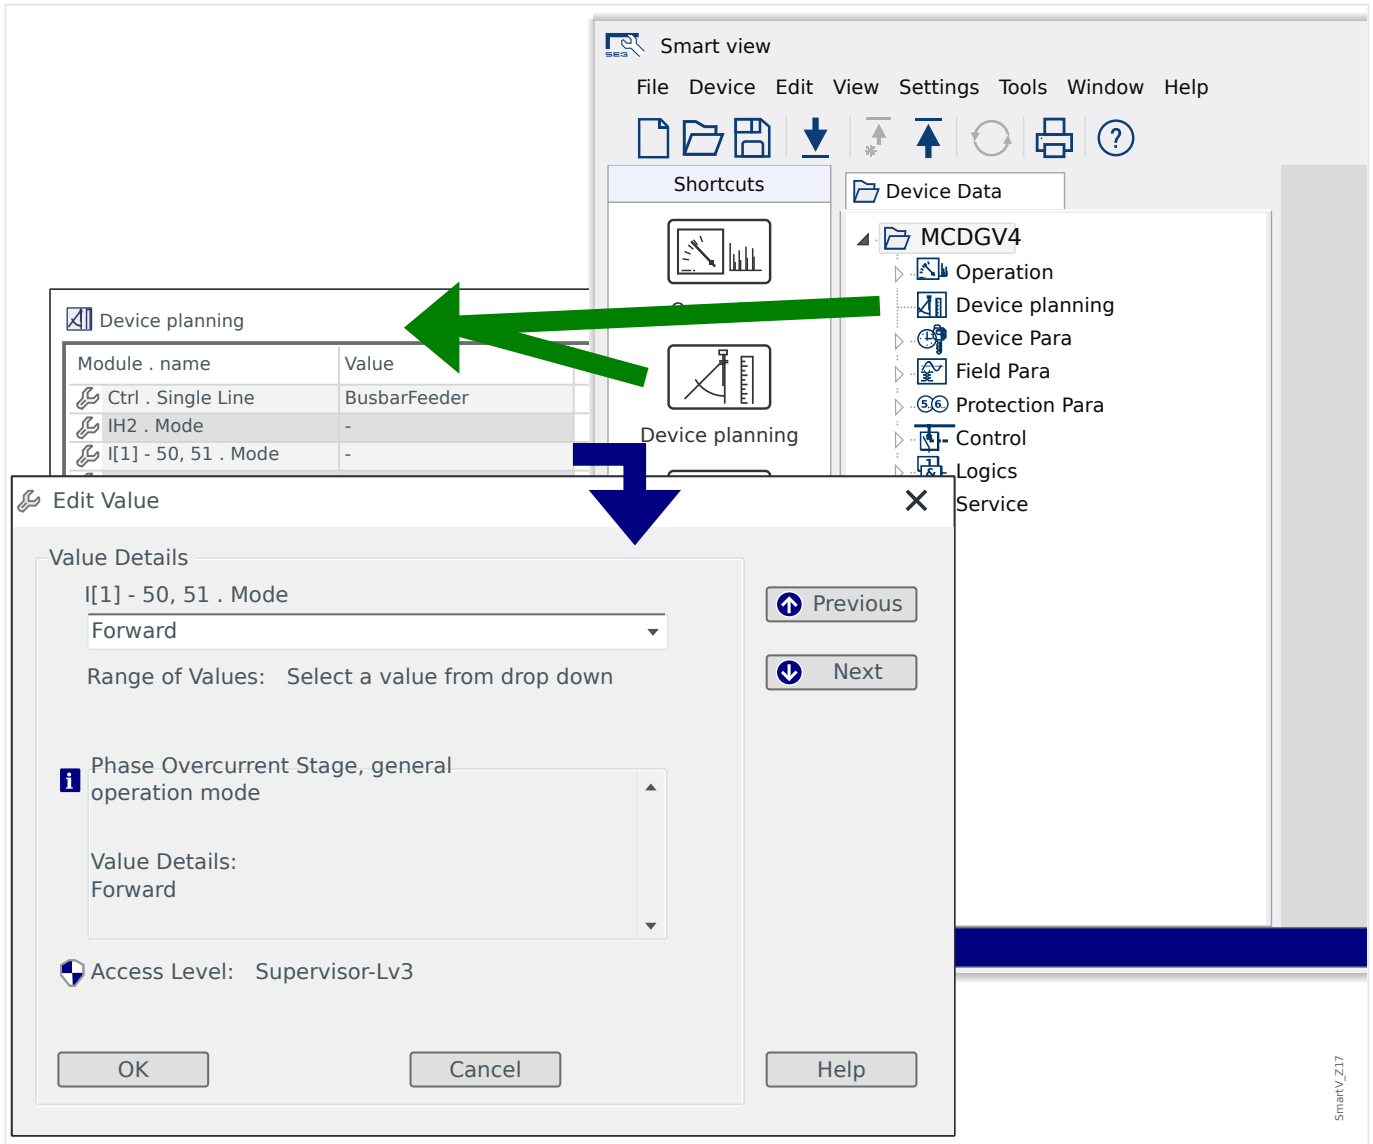 SEG
Smart view
File Device Edit View Settings Tools Window Help
?
Shortcuts
Device planning
Device Data
MCDGV4
Operation
Device planning
Device Para
Field Para
Protection Para
Control
Logics
Service
Device planning
Module . name Value
Ctrl . Single Line BusbarFeeder
IH2 . Mode -
I[1] - 50, 51 . Mode -
Edit Value
Value Details
I[1] - 50, 51 . Mode
Forward
Range of Values: Select a value from drop down
Previous
Next
i
Phase Overcurrent Stage, general
operation mode
Value Details:
Forward
Access Level: Supervisor-Lv3
OK Cancel Help
SmartV_Z17